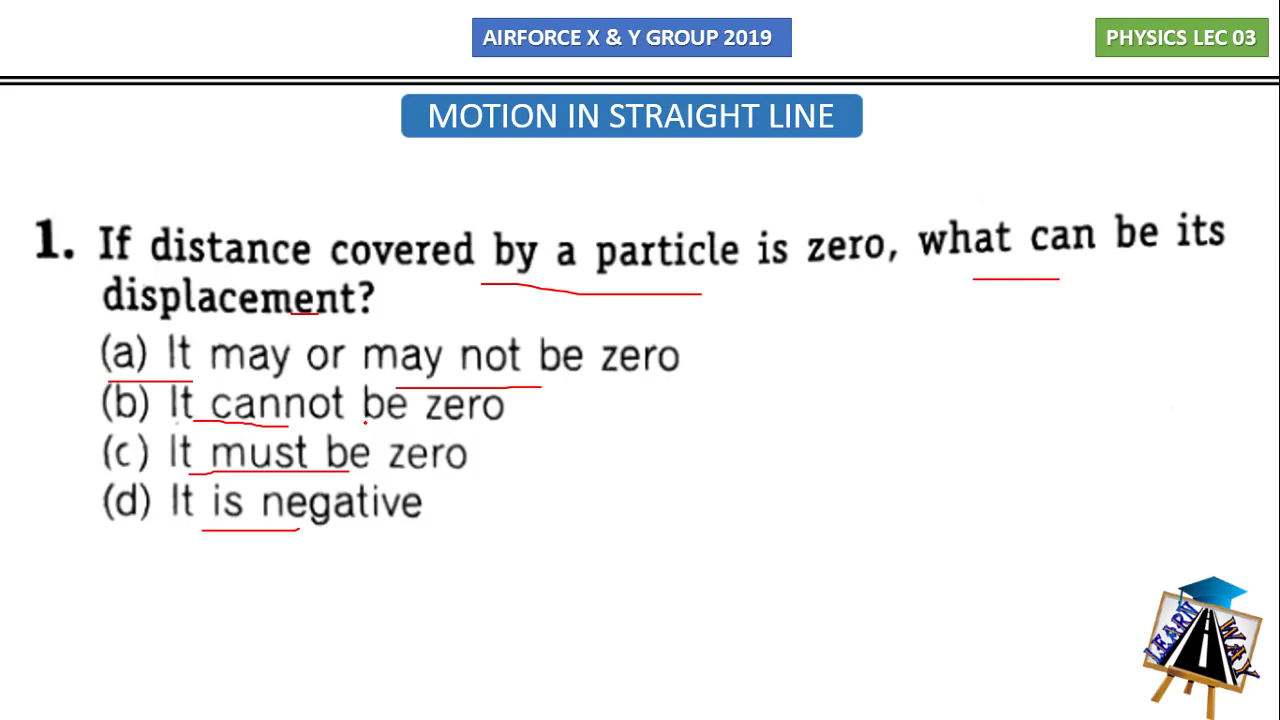 AIRFORCE X & Y GROUP 2019
PHYSICS LEC 03
MOTION IN STRAIGHT LINE
1. If distance covered by a particle is zero, what can be its
displacement?
(a) It may or may not be zero
(b) It cannot be zero
(c) It must be zero
(d) It is negative
LEARN WAY